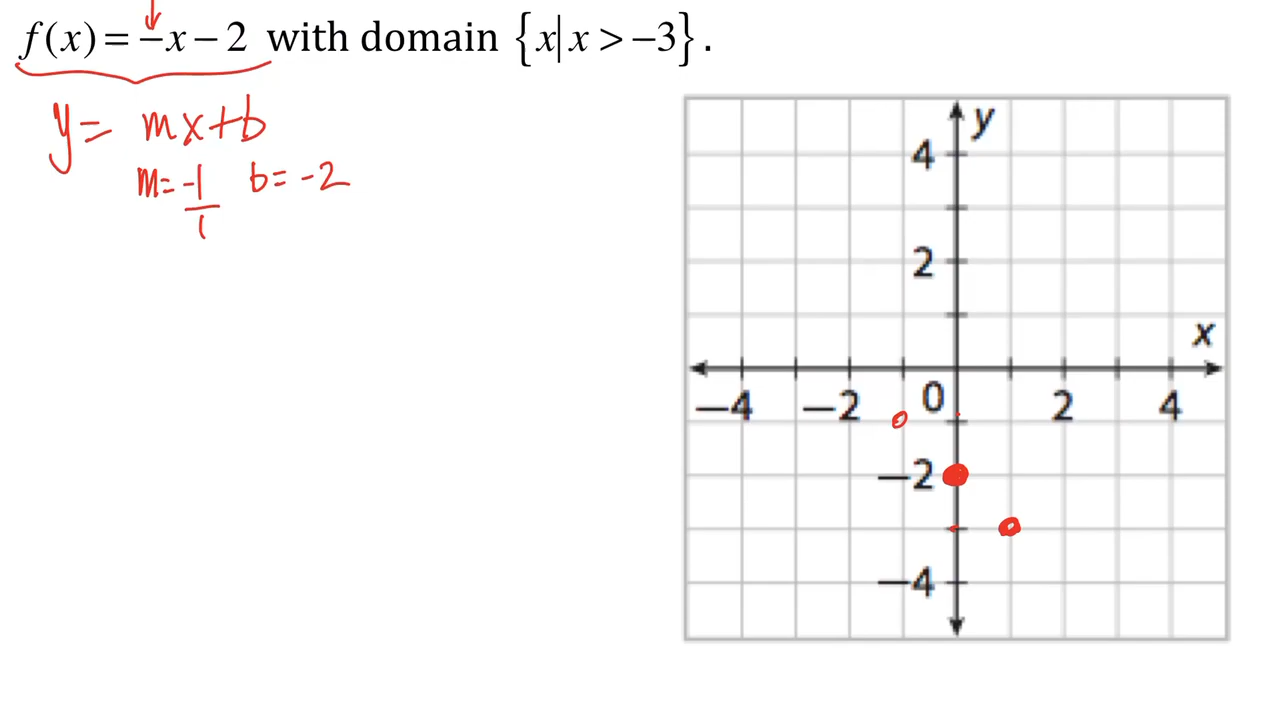 f(x) = −x − 2 with domain {x| x > −3}.
y = mx+b
m = -1/1 b = -2
y
4
2
x
−4 −2 0 2 4
−2
−4